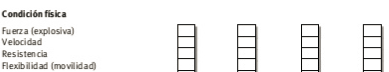 Condición física
Fuerza (explosiva)
Velocidad
Resistencia
Flexibilidad (movilidad)